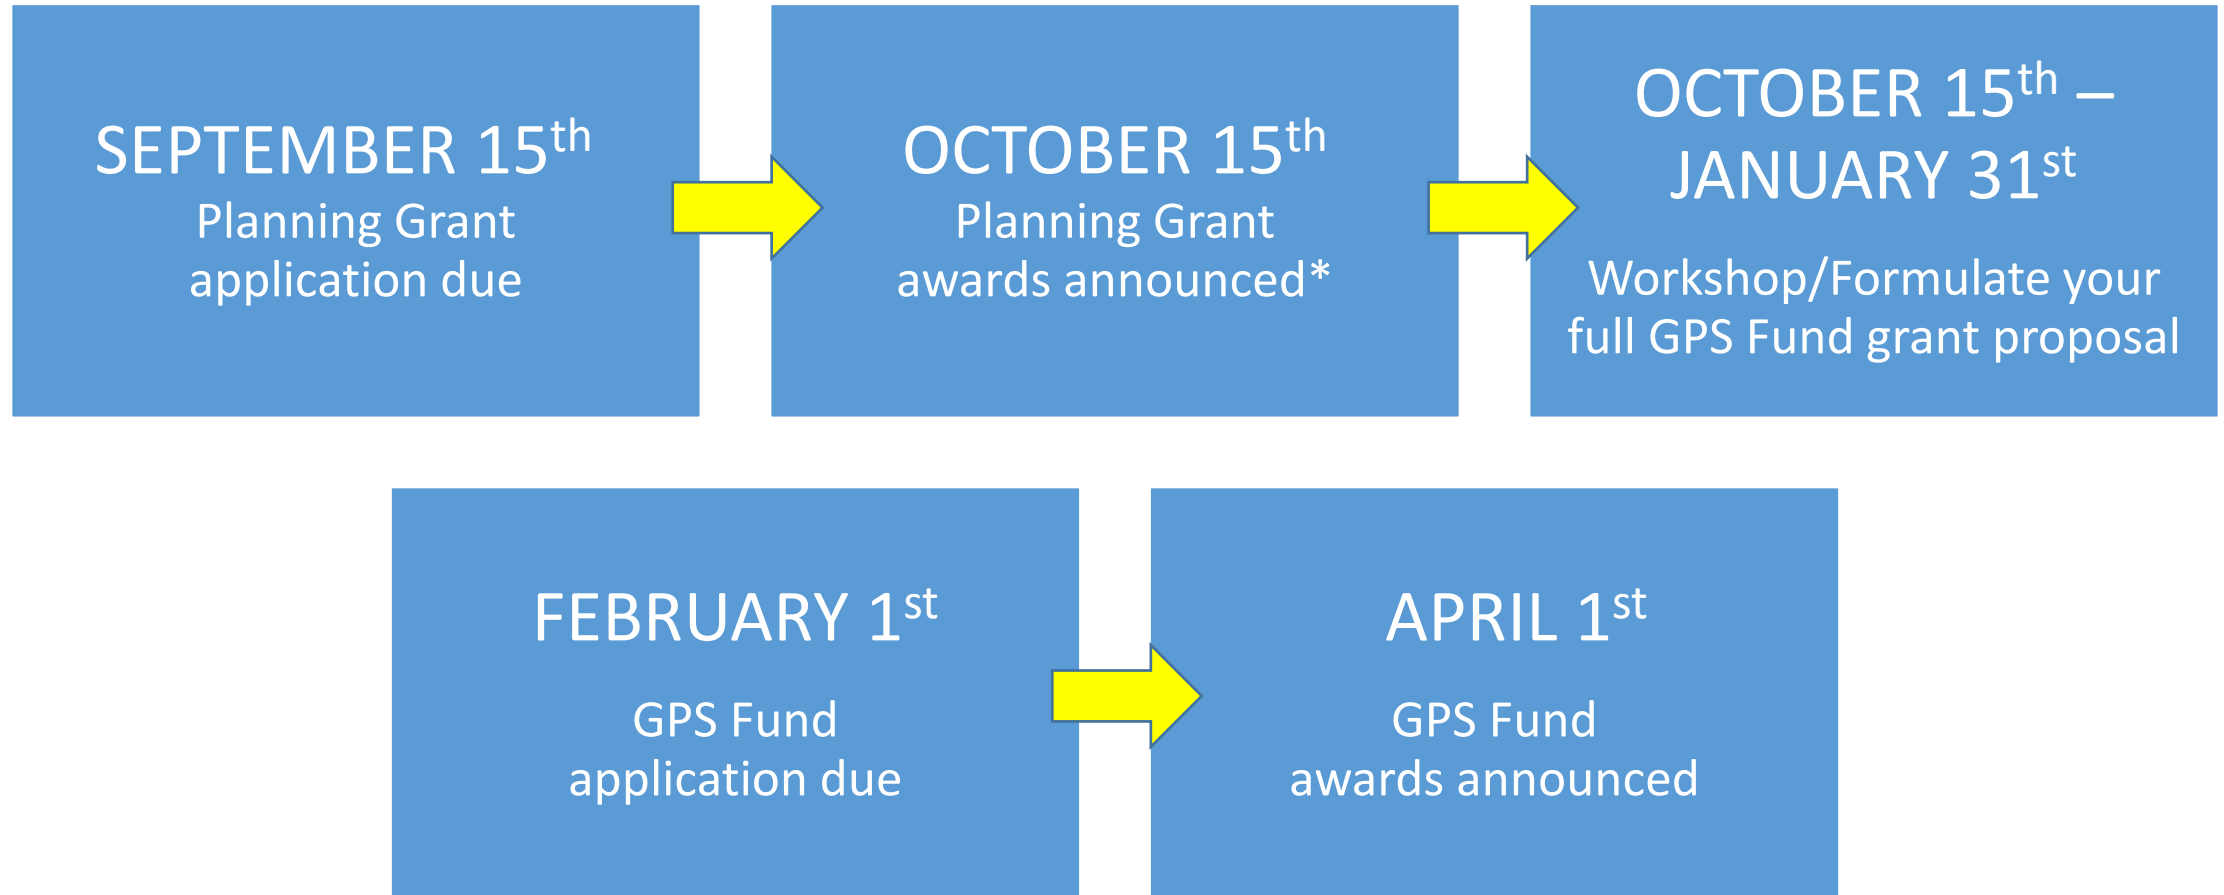 SEPTEMBER 15th
Planning Grant
application due
OCTOBER 15th
Planning Grant
awards announced*
OCTOBER 15th –
JANUARY 31st
Workshop/Formulate your
full GPS Fund grant proposal
FEBRUARY 1st
GPS Fund
application due
APRIL 1st
GPS Fund
awards announced